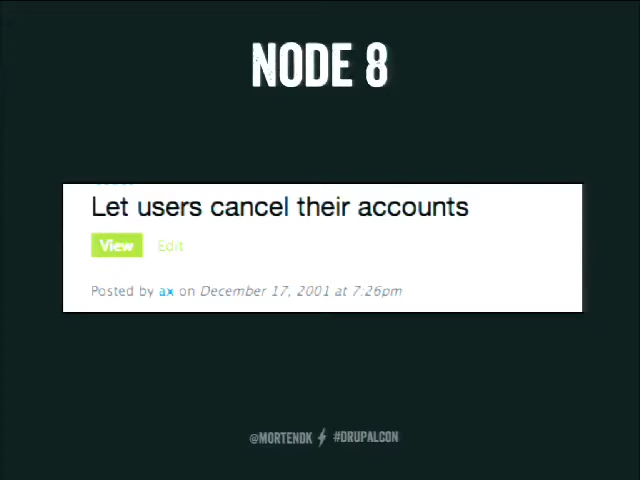 NODE 8
Let users cancel their accounts
View Edit
Posted by ax on December 17, 2001 at 7:26pm
@MORTENDK #DRUPALCON